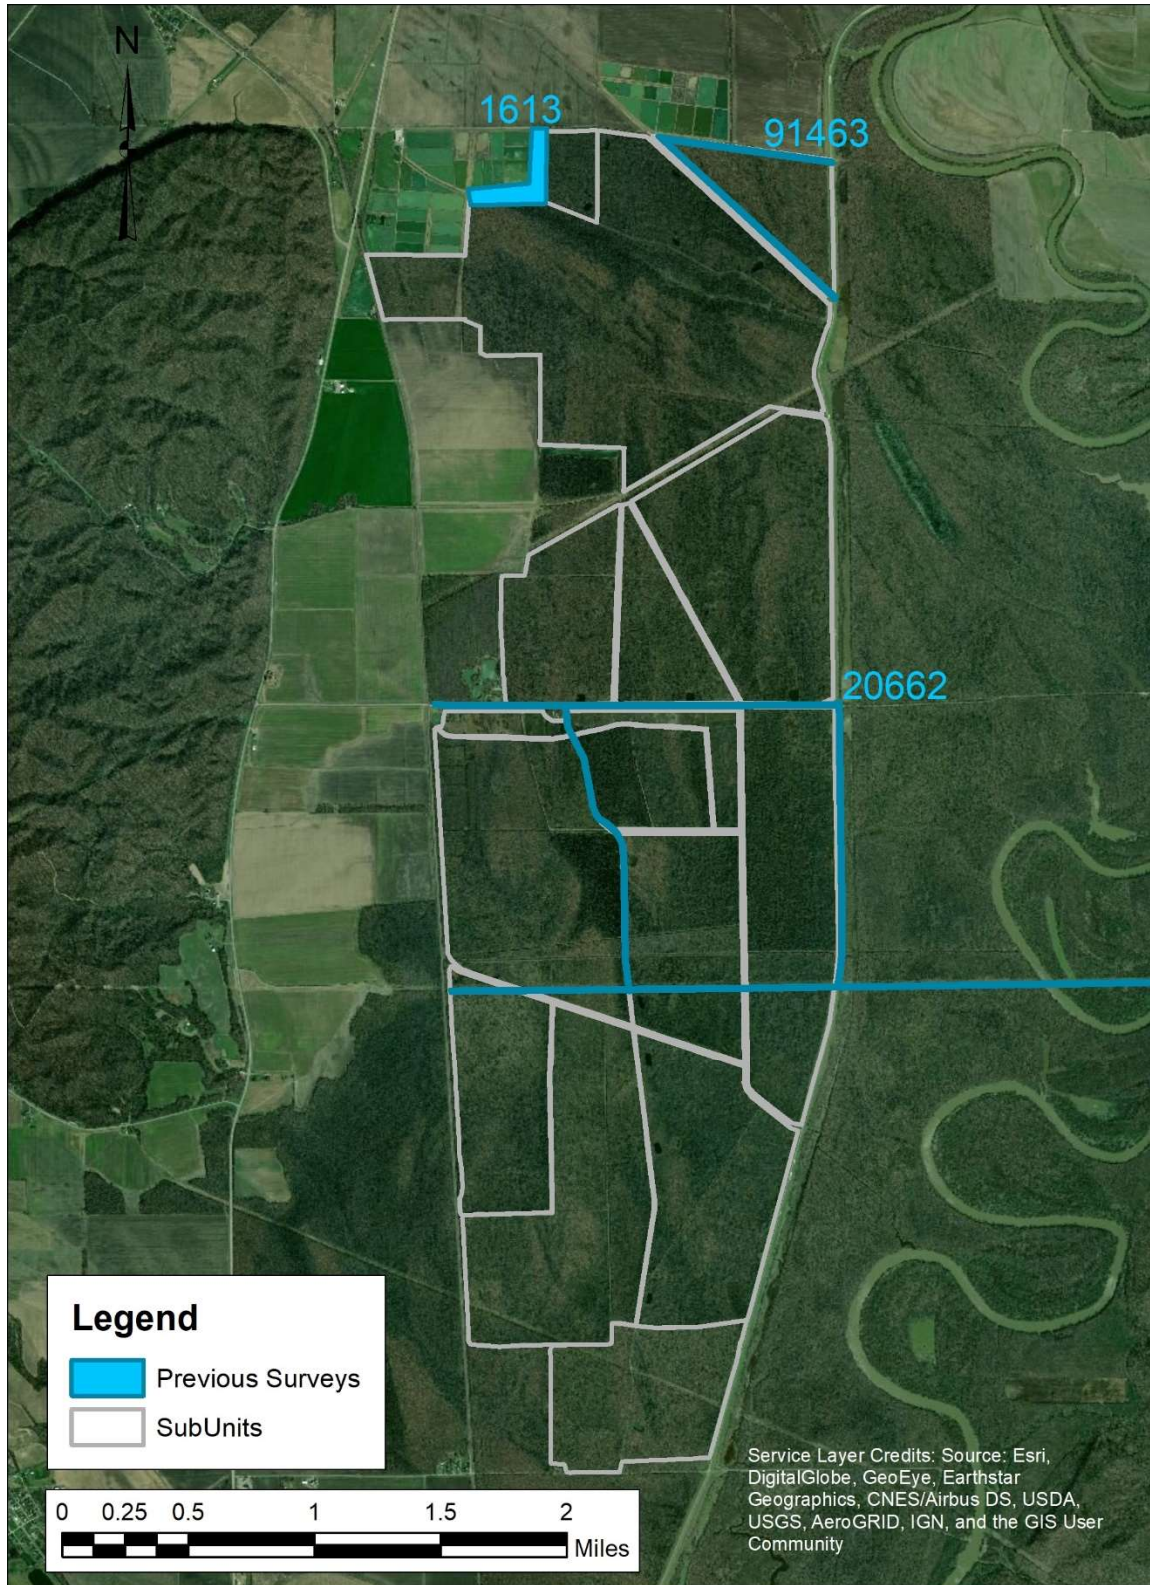 N
1613
91463
20662
Legend
Previous Surveys
SubUnits
0 0.25 0.5 1 1.5 2
Miles
Service Layer Credits: Source: Esri,
DigitalGlobe, GeoEye, Earthstar
Geographics, CNES/Airbus DS, USDA,
USGS, AeroGRID, IGN, and the GIS User
Community